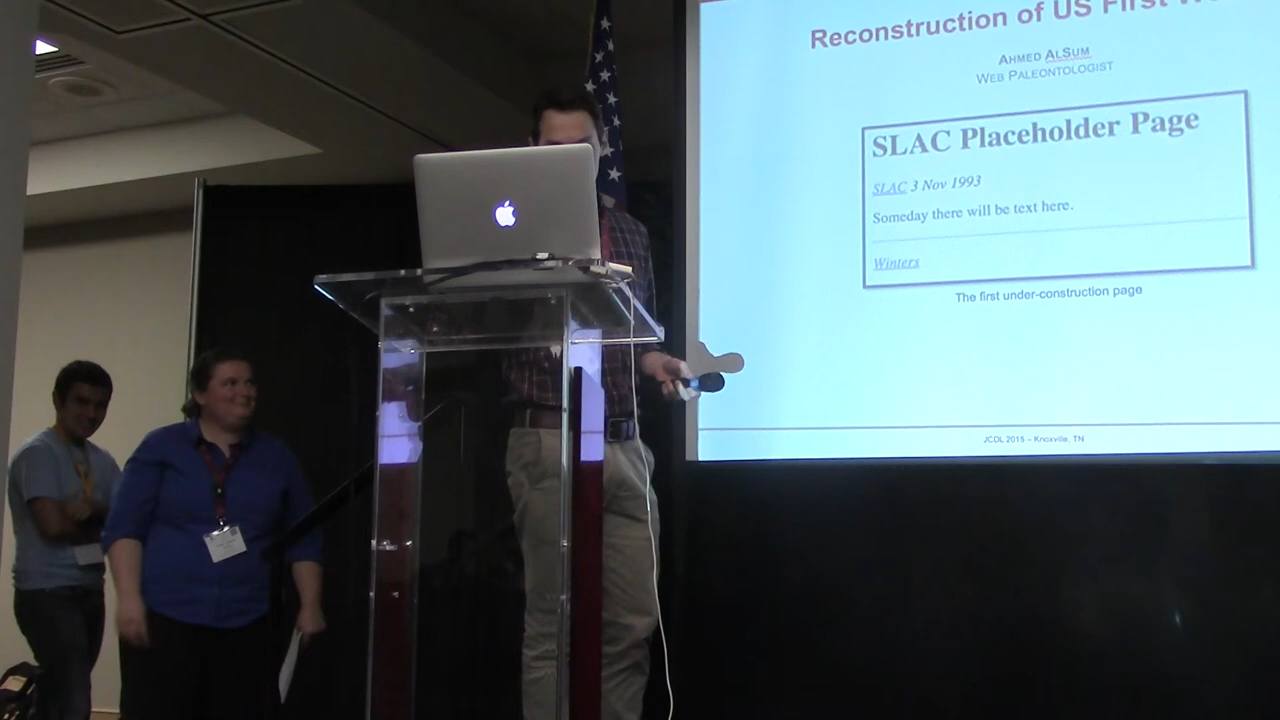 Reconstruction of US First
AHMED ALSUM
WEB PALEONTOLOGIST
SLAC Placeholder Page
SLAC 3 Nov 1993
Someday there will be text here.
Winters
The first under-construction page
JCDL 2015 – Knoxville, TN